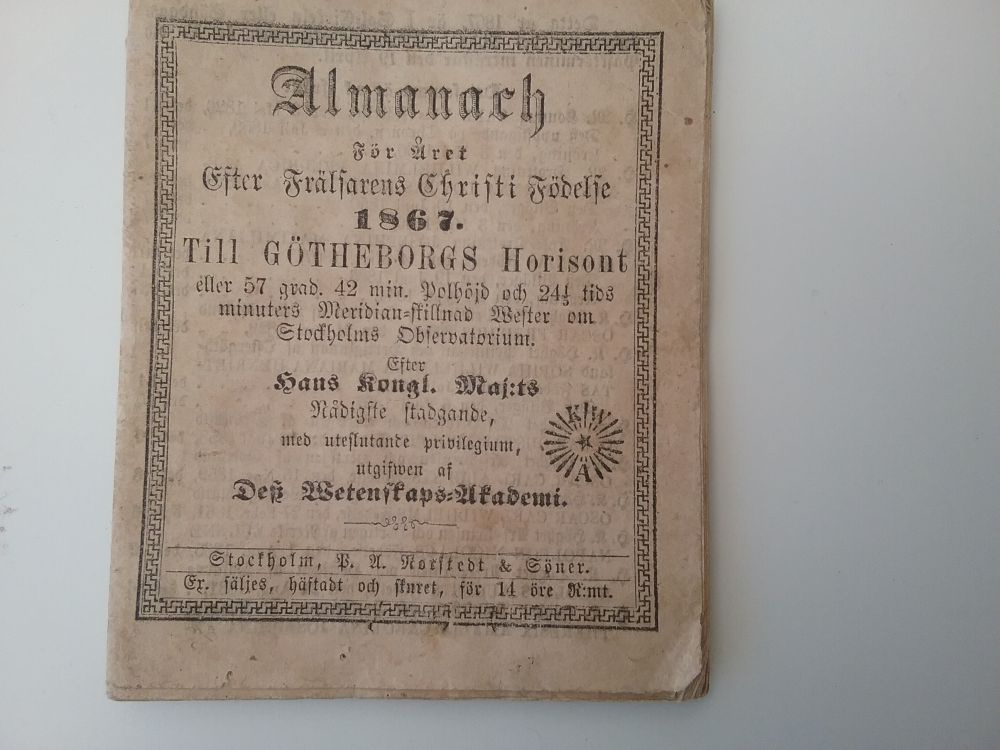 Almanach
För Året
Efter Frälsarens Christi Födelse
1867.
Till GÖTHEBORGS Horisont
eller 57 grad. 42 min. Polhöjd och 24⅕ tids
minuters Meridian-skillnad Wester om
Stockholms Observatorium.
Efter
Hans Kongl. Maj:ts
Nådigste stadgande,
med uteslutande privilegium,
utgifwen af
Deß Wetenskaps-Akademi.
K W
A
Stockholm, P. A. Norstedt & Söner.
Ex. säljes, häftadt och skuret, för 14 öre R:mt.